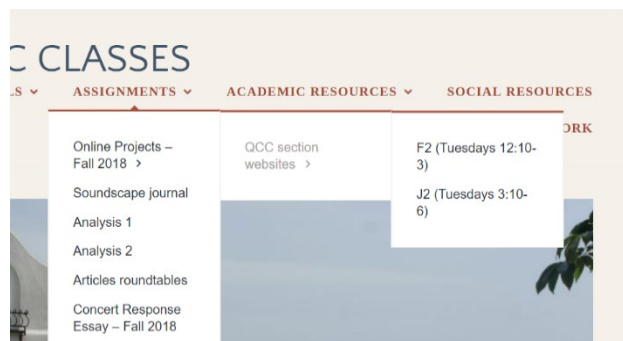 C CLASSES
LS
ASSIGNMENTS
ACADEMIC RESOURCES
SOCIAL RESOURCES
ORK
Online Projects –
Fall 2018
QCC section
websites
F2 (Tuesdays 12:10-
3)
J2 (Tuesdays 3:10-
6)
Soundscape journal
Analysis 1
Analysis 2
Articles roundtables
Concert Response
Essay – Fall 2018